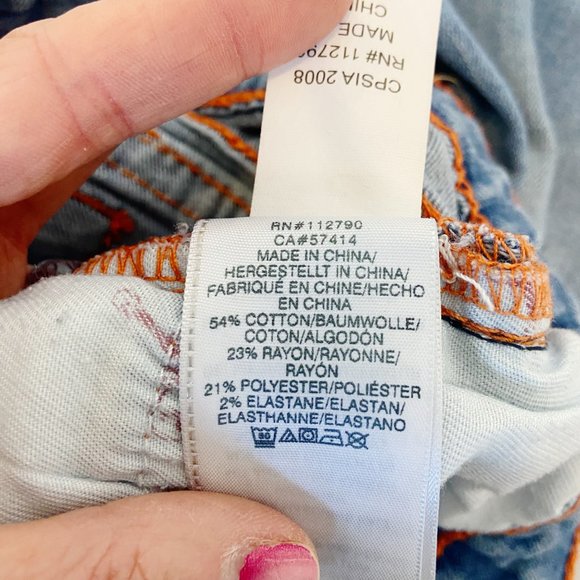 CPSIA 2008
RN# 11279
MADE
CHIN
RN#112790
CA#57414
MADE IN CHINA/
HERGESTELLT IN CHINA/
FABRIQUÉ EN CHINE/HECHO
EN CHINA
54% COTTON/BAUMWOLLE/
COTON/ALGODÓN
23% RAYON/RAYONNE/
RAYÓN
21% POLYESTER/POLIÉSTER
2% ELASTANE/ELASTAN/
ELASTHANNE/ELASTANO